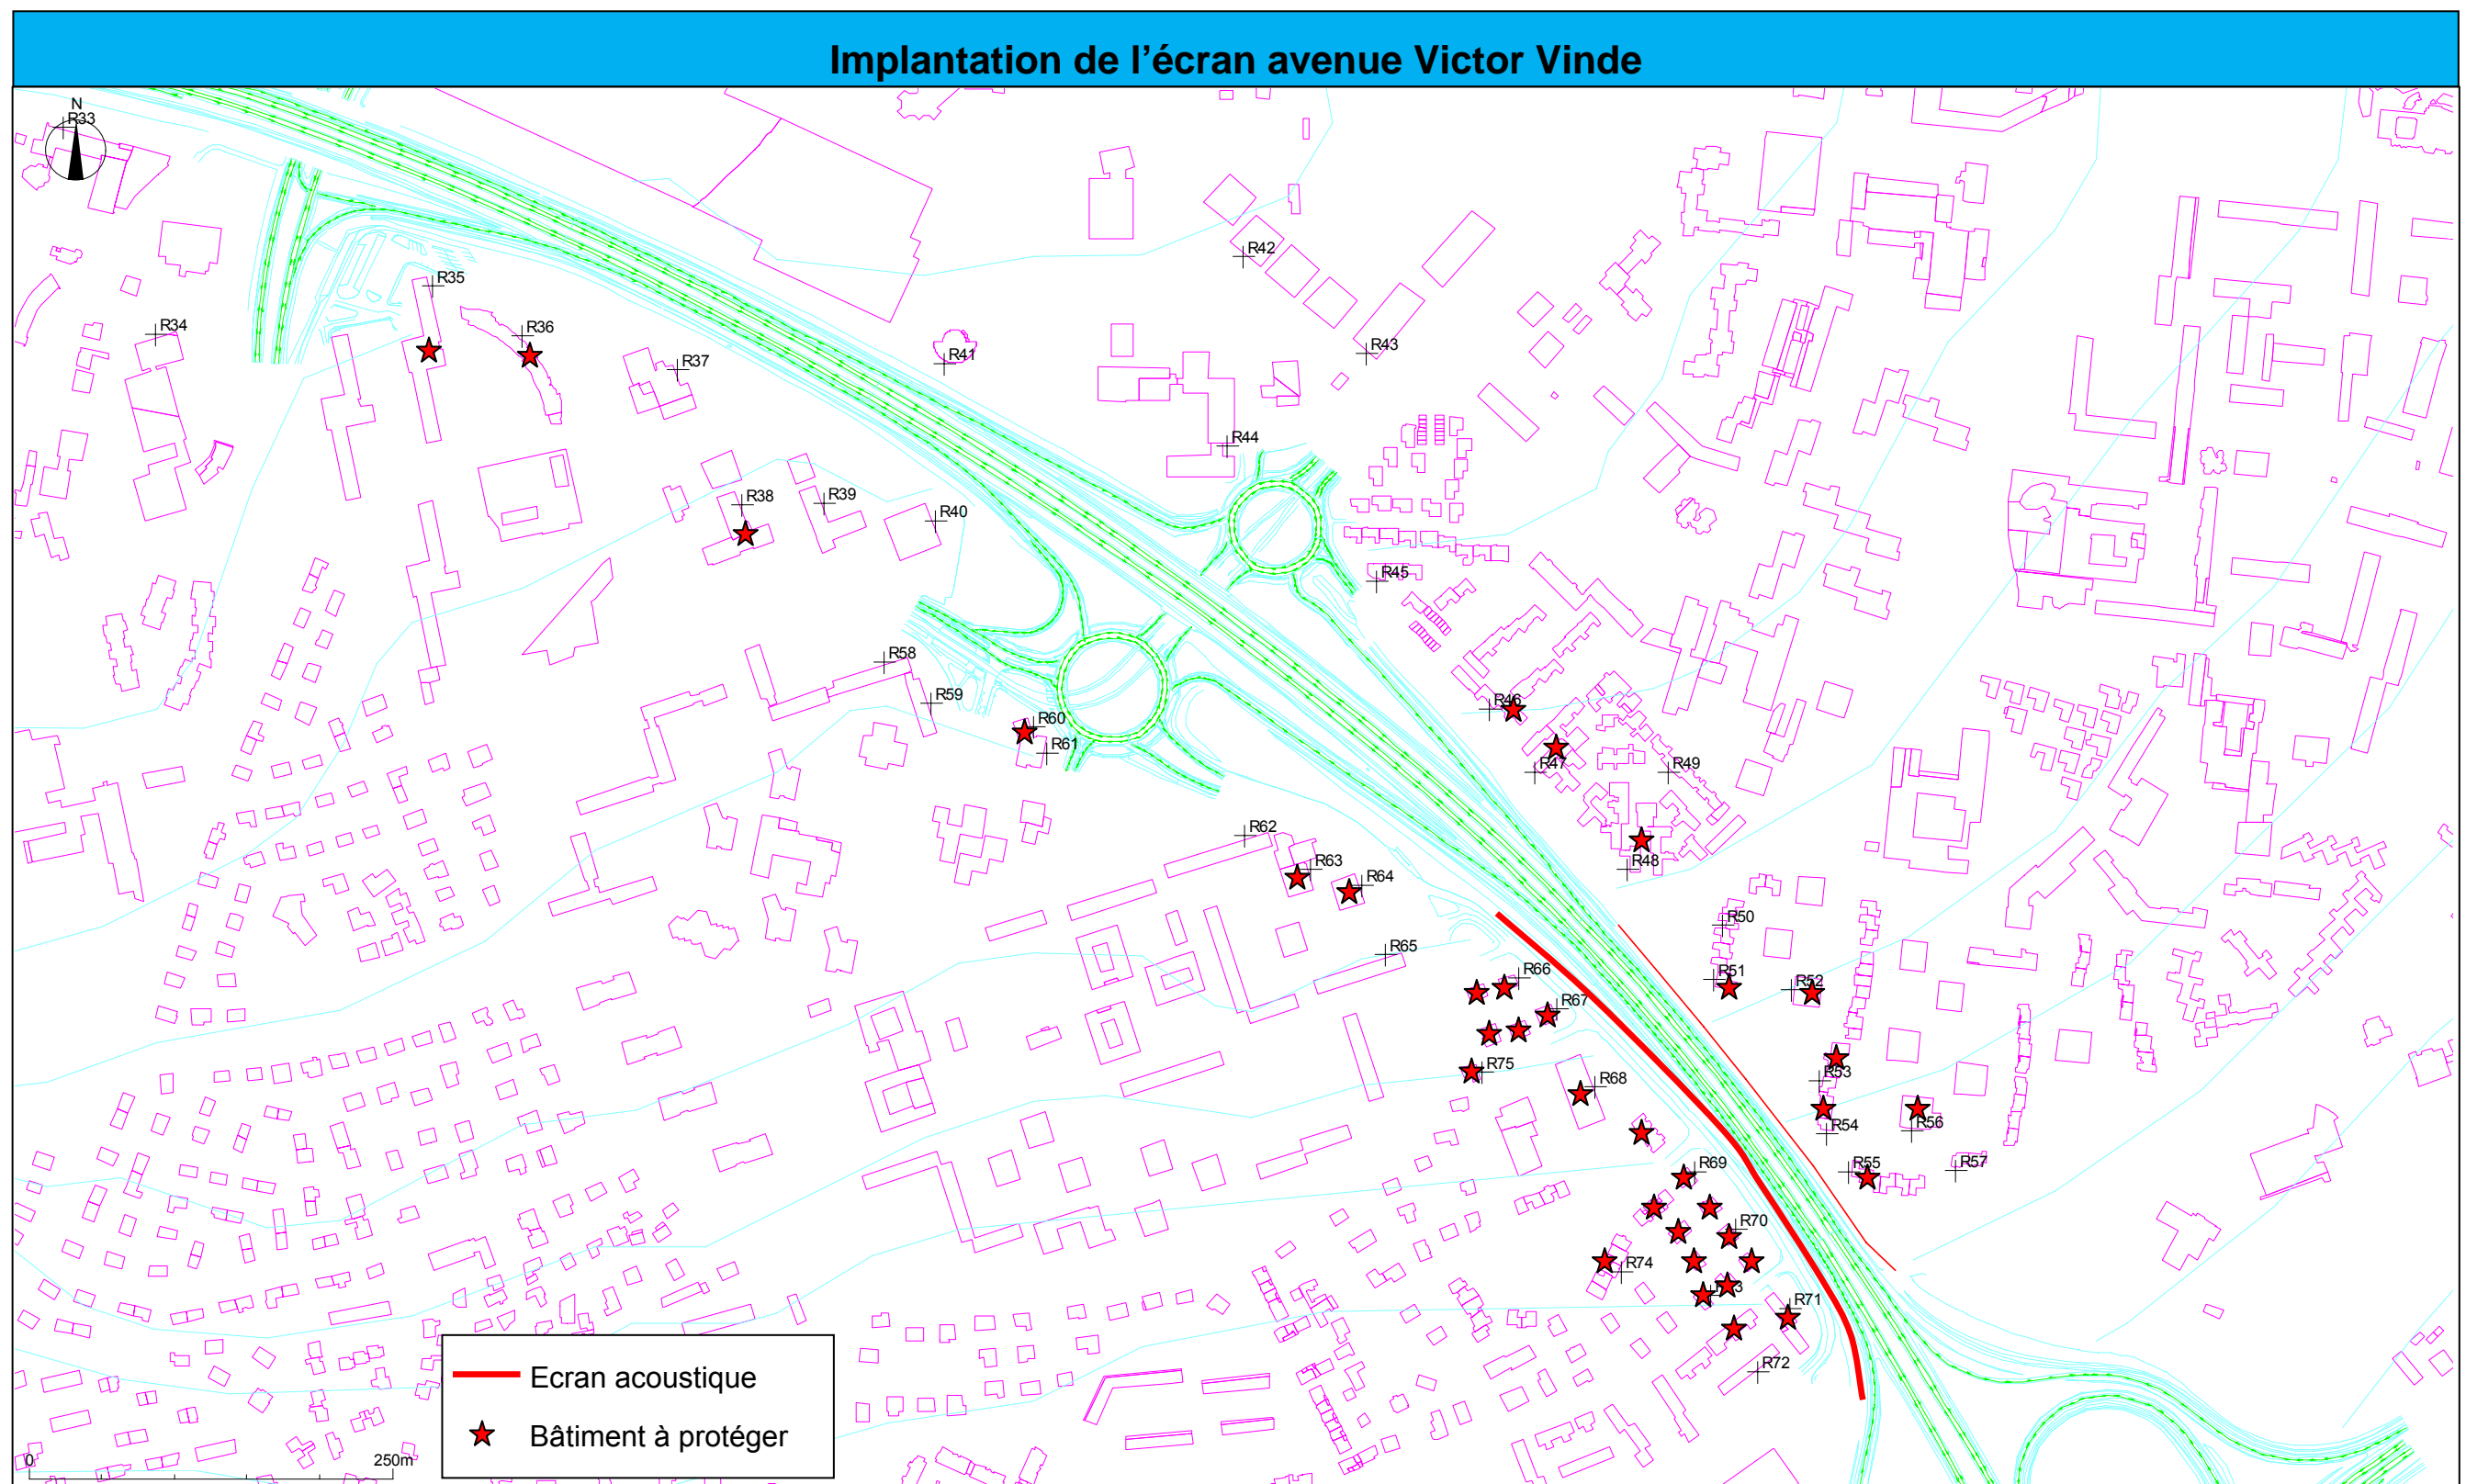 Implantation de l'écran avenue Victor Vinde
N
R33
R42
R35
R34
R36
R43
R41
R37
R44
R38
R39
R40
R45
R58
R59
R46
R60
R61
R47
R49
R62
R63
R48
R64
R50
R65
R66
R51
R52
R67
R75
R53
R68
R54
R56
R69
R55
R57
R70
R74
R71
R72
Ecran acoustique
Bâtiment à protéger
0
250m